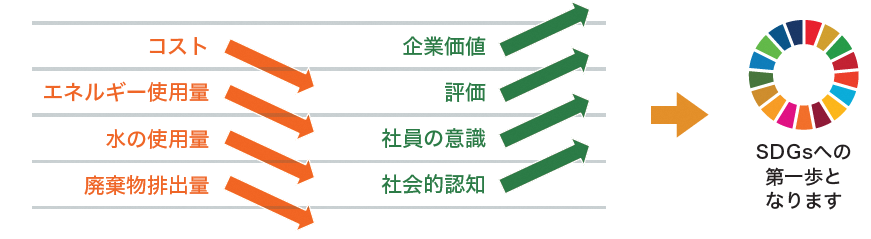 コスト
企業価値
エネルギー使用量
評価
水の使用量
社員の意識
廃棄物排出量
社会的認知
SDGsへの
第一歩と
なります